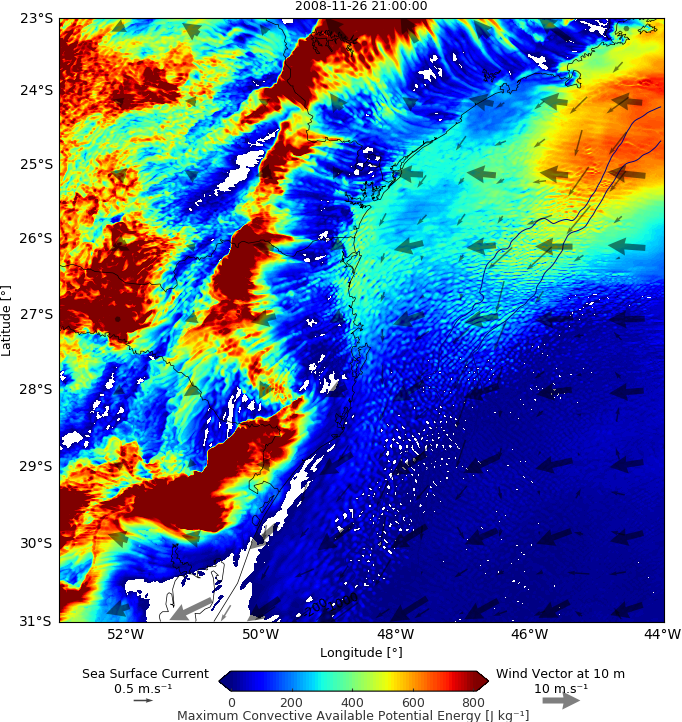 2008-11-26 21:00:00
23°S
24°S
25°S
26°S
27°S
28°S
29°S
30°S
31°S
Latitude [°]
52°W 50°W 48°W 46°W 44°W
Longitude [°]
Sea Surface Current
0.5 m.s⁻¹
Wind Vector at 10 m
10 m.s⁻¹
0 200 400 600 800
Maximum Convective Available Potential Energy [J kg⁻¹]